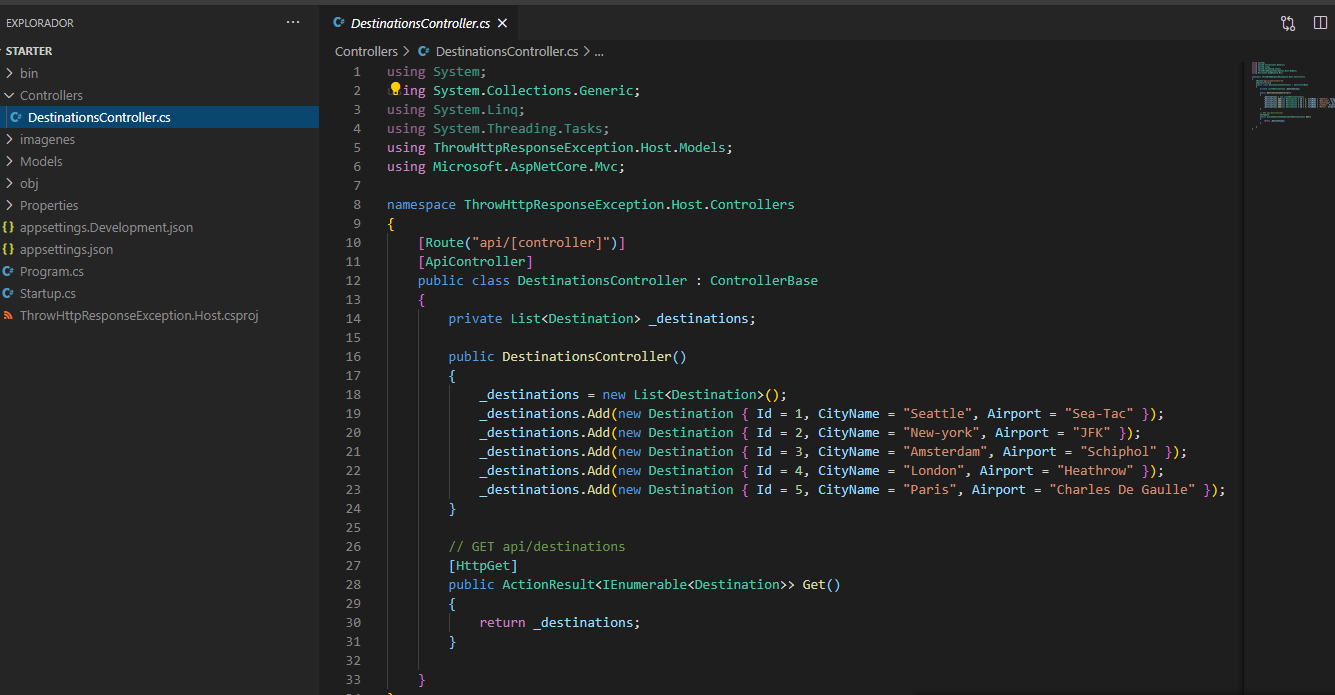 EXPLORADOR
···
STARTER
bin
Controllers
DestinationsController.cs
imagenes
Models
obj
Properties
{} appsettings.Development.json
{} appsettings.json
Program.cs
Startup.cs
ThrowHttpResponseException.Host.csproj
DestinationsController.cs
Controllers > DestinationsController.cs > ...
1 using System;
2 using System.Collections.Generic;
3 using System.Linq;
4 using System.Threading.Tasks;
5 using ThrowHttpResponseException.Host.Models;
6 using Microsoft.AspNetCore.Mvc;
7
8 namespace ThrowHttpResponseException.Host.Controllers
9 {
10 [Route("api/[controller]")]
11 [ApiController]
12 public class DestinationsController : ControllerBase
13 {
14 private List<Destination> _destinations;
15
16 public DestinationsController()
17 {
18 _destinations = new List<Destination>();
19 _destinations.Add(new Destination { Id = 1, CityName = "Seattle", Airport = "Sea-Tac" });
20 _destinations.Add(new Destination { Id = 2, CityName = "New-york", Airport = "JFK" });
21 _destinations.Add(new Destination { Id = 3, CityName = "Amsterdam", Airport = "Schiphol" });
22 _destinations.Add(new Destination { Id = 4, CityName = "London", Airport = "Heathrow" });
23 _destinations.Add(new Destination { Id = 5, CityName = "Paris", Airport = "Charles De Gaulle" });
24 }
25
26 // GET api/destinations
27 [HttpGet]
28 public ActionResult<IEnumerable<Destination>> Get()
29 {
30 return _destinations;
31 }
32
33 }